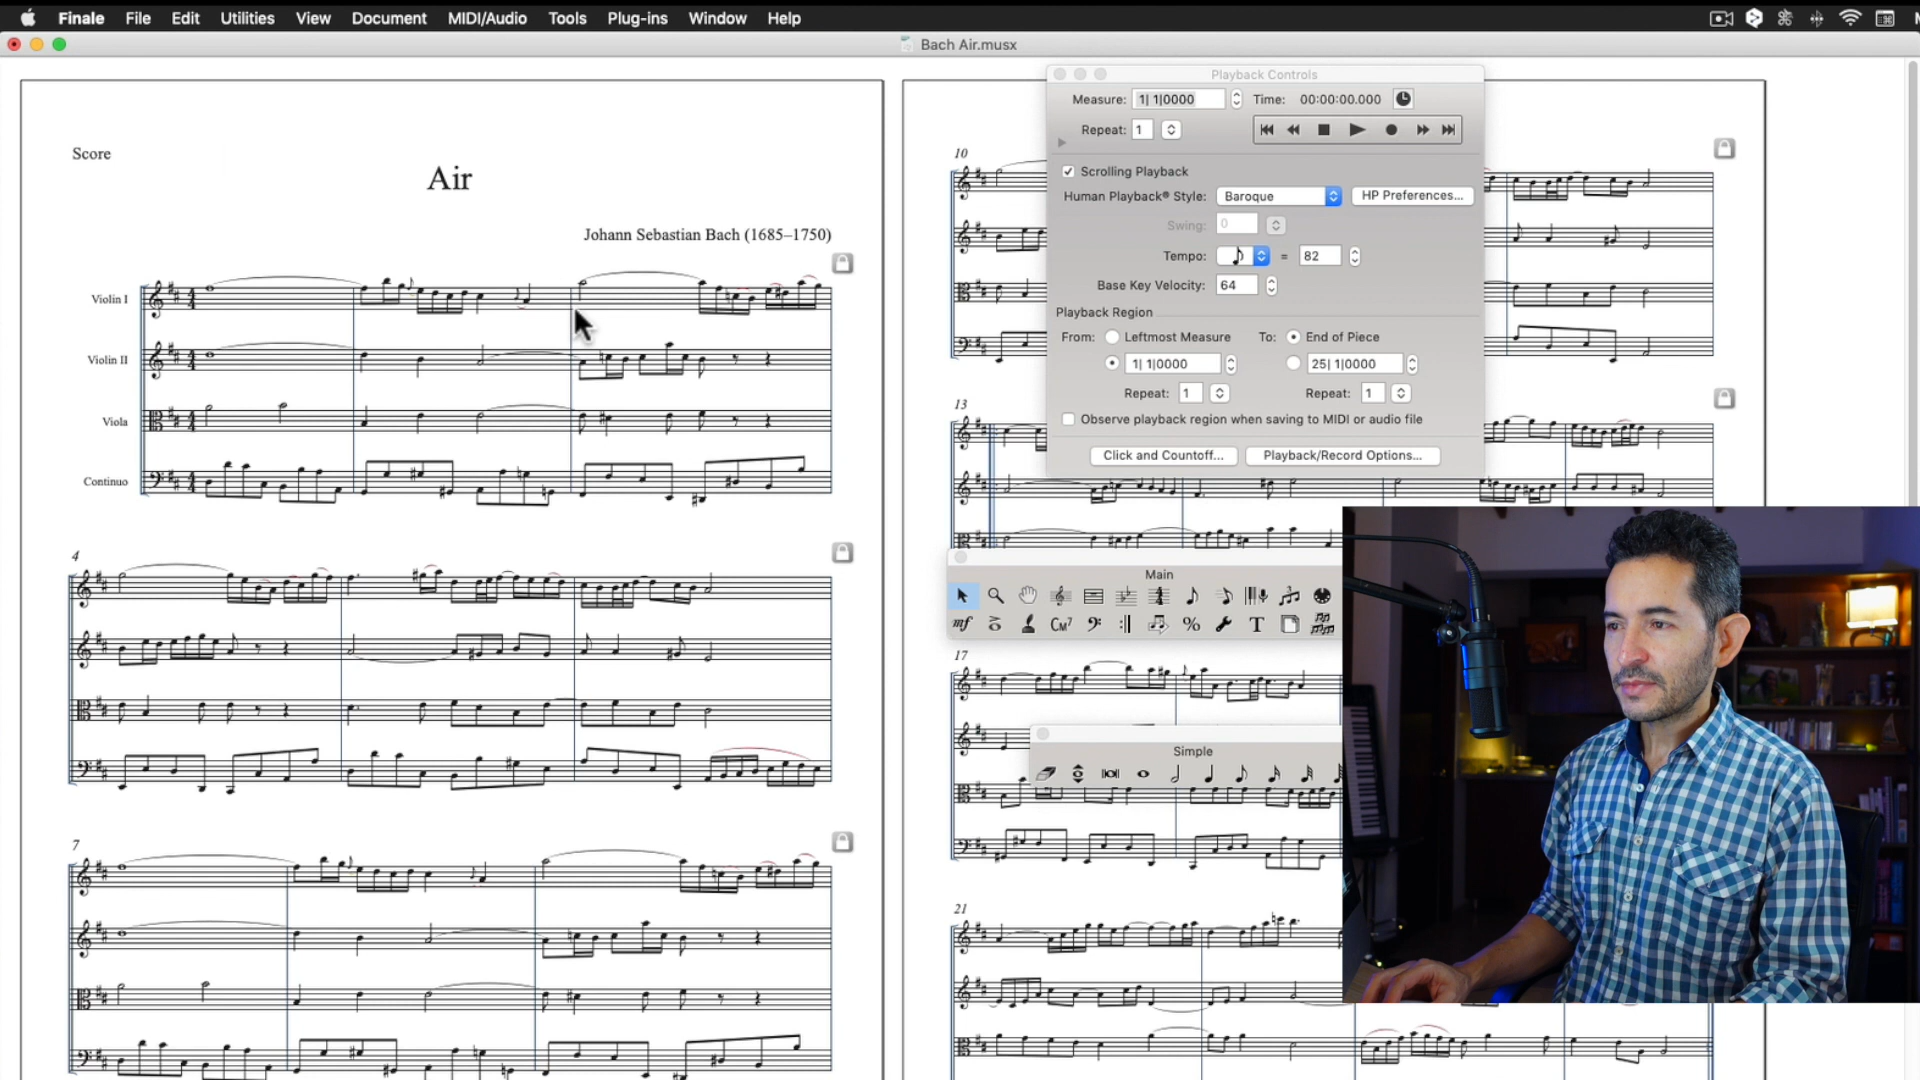 Finale File Edit Utilities View Document MIDI/Audio Tools Plug-ins Window Help
Bach Air.musx
Score
Air
Johann Sebastian Bach (1685–1750)
Violin I
Violin II
Viola
Continuo
4
7
10
13
17
21
Playback Controls
Measure: 1| 1|0000 Time: 00:00:00.000
Repeat: 1
Scrolling Playback
Human Playback® Style: Baroque HP Preferences...
Swing: 0
Tempo: = 82
Base Key Velocity: 64
Playback Region
From: Leftmost Measure To: End of Piece
1| 1|0000 25| 1|0000
Repeat: 1 Repeat: 1
Observe playback region when saving to MIDI or audio file
Click and Countoff... Playback/Record Options...
Main
mf CM7 % T
Simple